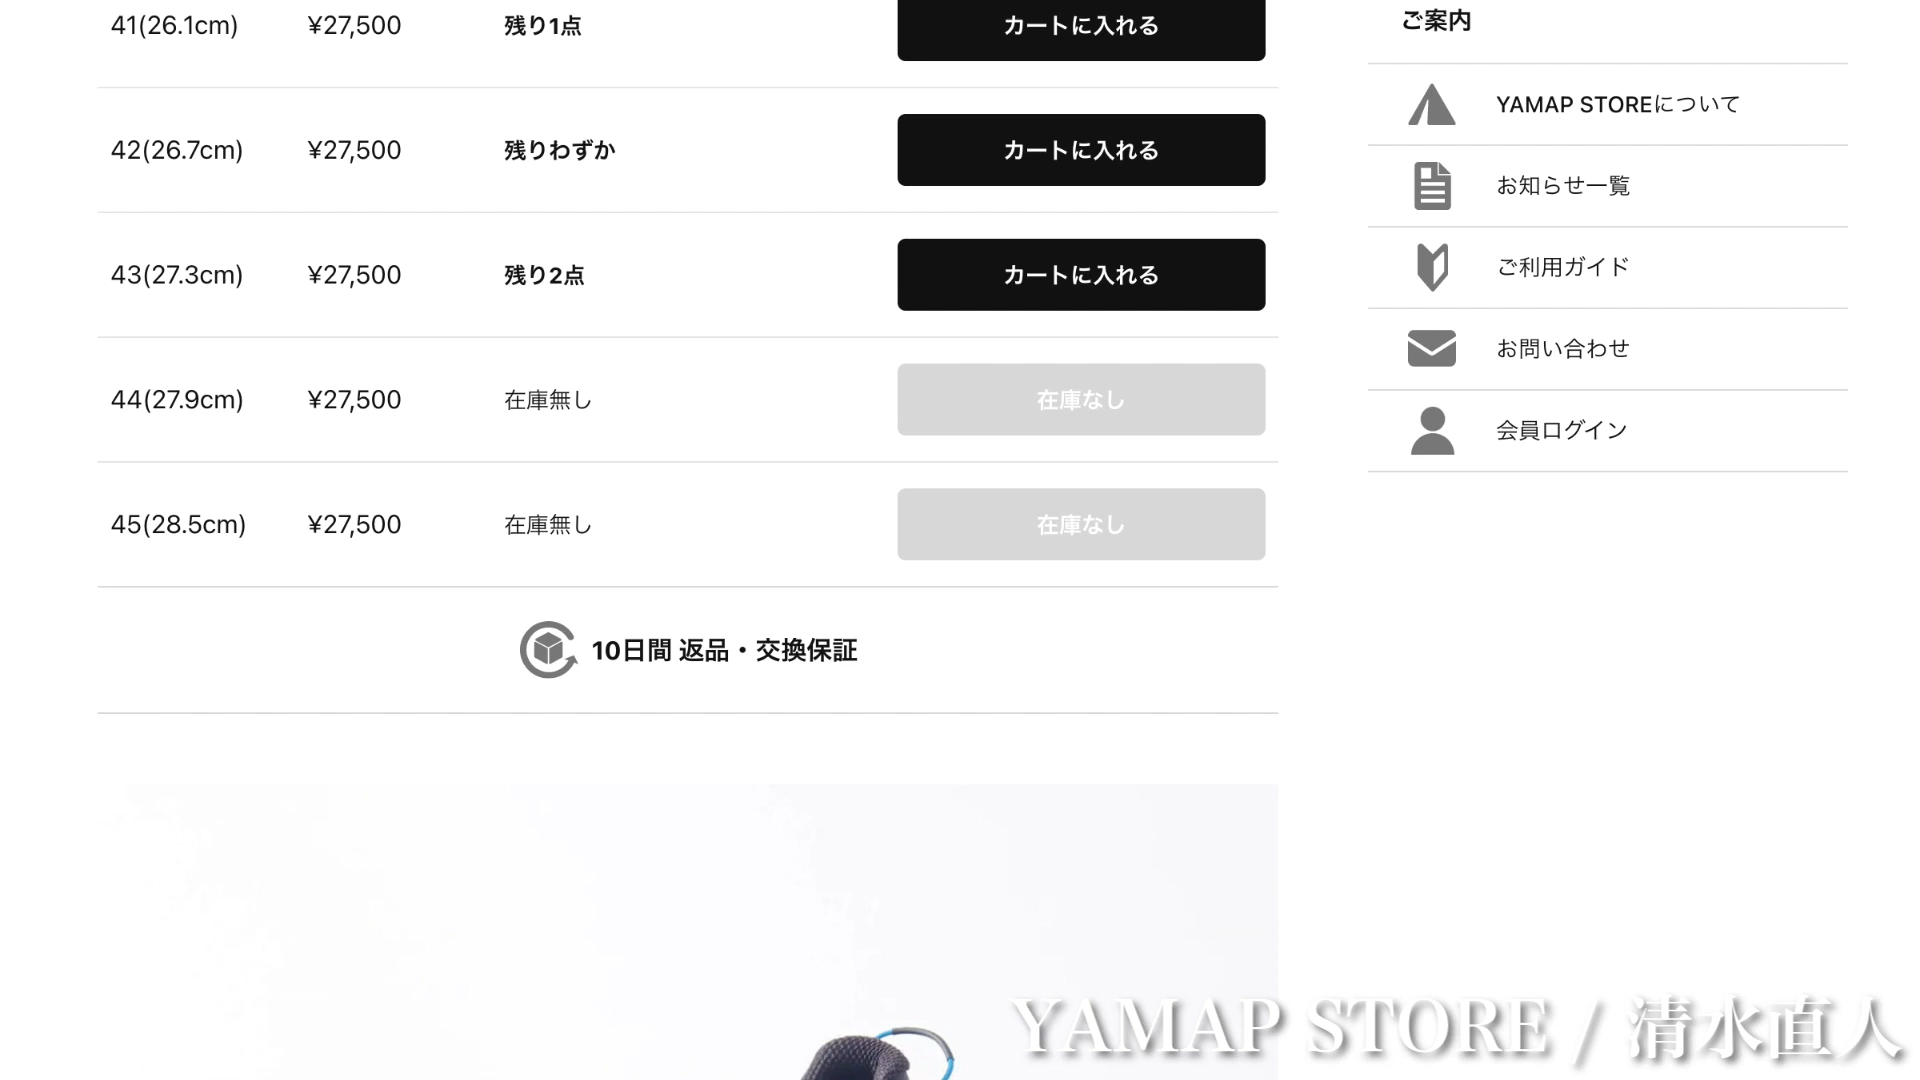 41(26.1cm) ¥27,500 残り1点 カートに入れる
42(26.7cm) ¥27,500 残りわずか カートに入れる
43(27.3cm) ¥27,500 残り2点 カートに入れる
44(27.9cm) ¥27,500 在庫無し 在庫なし
45(28.5cm) ¥27,500 在庫無し 在庫なし
10日間 返品・交換保証
ご案内
YAMAP STOREについて
お知らせ一覧
ご利用ガイド
お問い合わせ
会員ログイン
YAMAP STORE / 清水直人